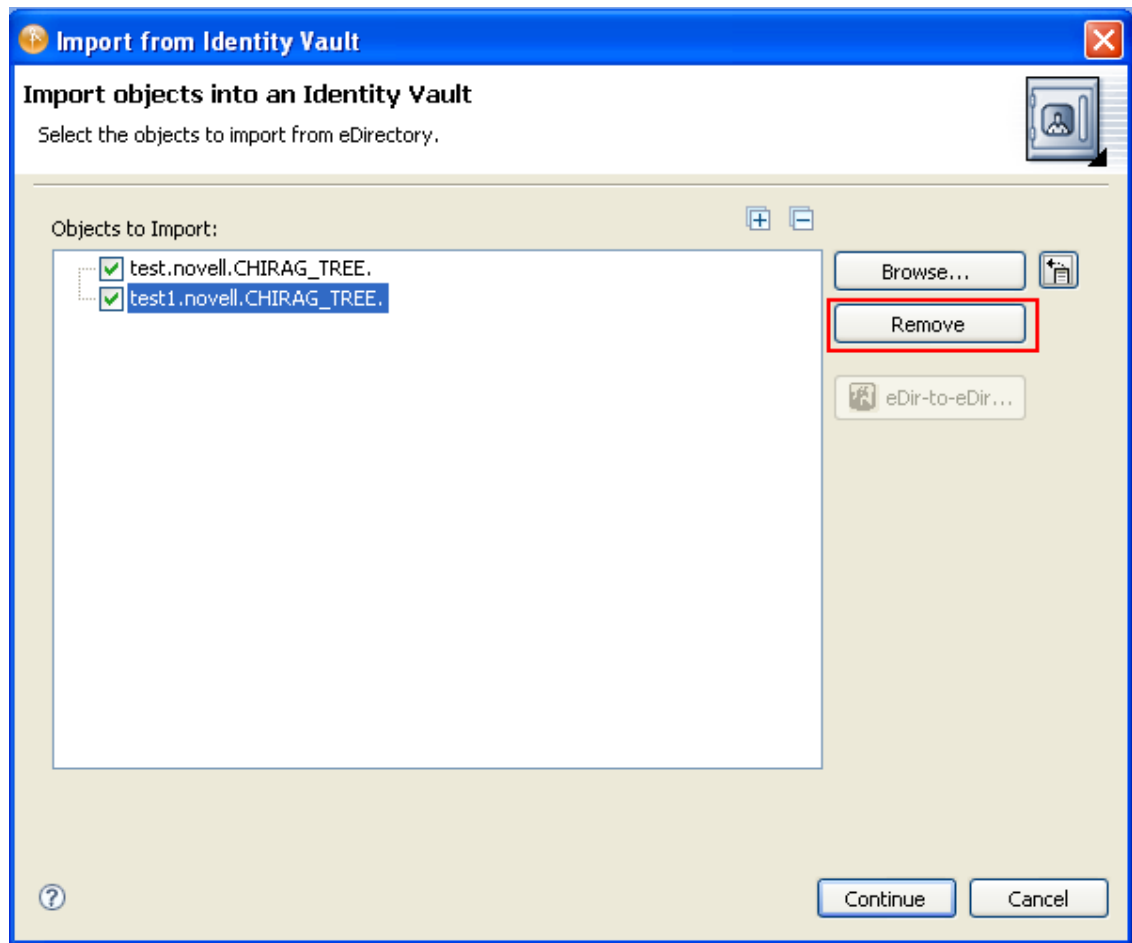 Import from Identity Vault
Import objects into an Identity Vault
Select the objects to import from eDirectory.
Objects to Import:
test.novell.CHIRAG_TREE.
test1.novell.CHIRAG_TREE.
Browse...
Remove
eDir-to-eDir...
Continue
Cancel